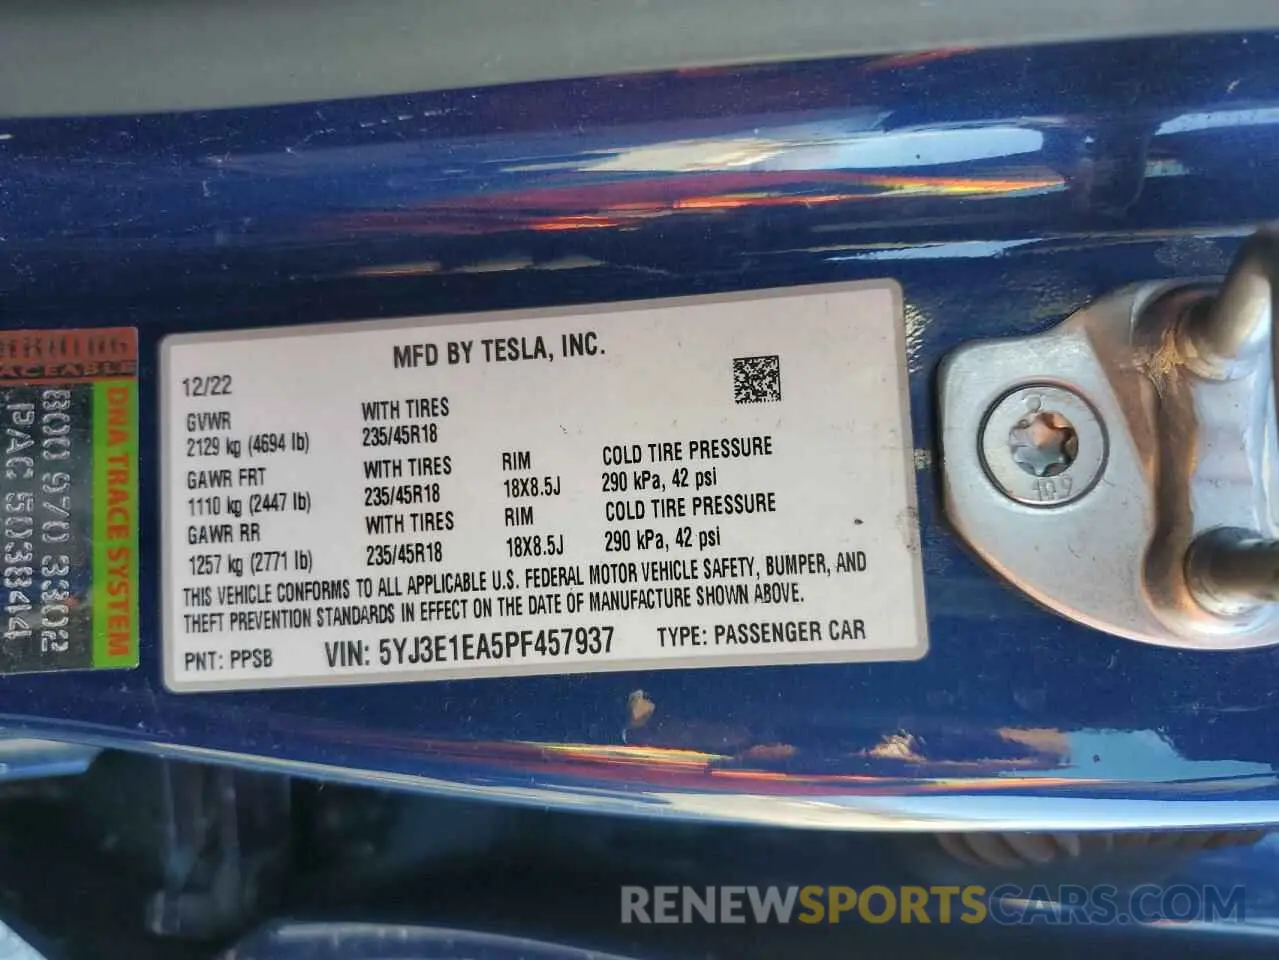 MFD BY TESLA, INC.
12/22
GVWR
2129 kg (4694 lb)
WITH TIRES
235/45R18
GAWR FRT
1110 kg (2447 lb)
WITH TIRES
235/45R18
RIM
18X8.5J
COLD TIRE PRESSURE
290 kPa, 42 psi
GAWR RR
1257 kg (2771 lb)
WITH TIRES
235/45R18
RIM
18X8.5J
COLD TIRE PRESSURE
290 kPa, 42 psi
THIS VEHICLE CONFORMS TO ALL APPLICABLE U.S. FEDERAL MOTOR VEHICLE SAFETY, BUMPER, AND
THEFT PREVENTION STANDARDS IN EFFECT ON THE DATE OF MANUFACTURE SHOWN ABOVE.
PNT: PPSB
VIN: 5YJ3E1EA5PF457937
TYPE: PASSENGER CAR
DNA TRACE SYSTEM
PAC 503844
10.9
RENEWSPORTSCARS.COM